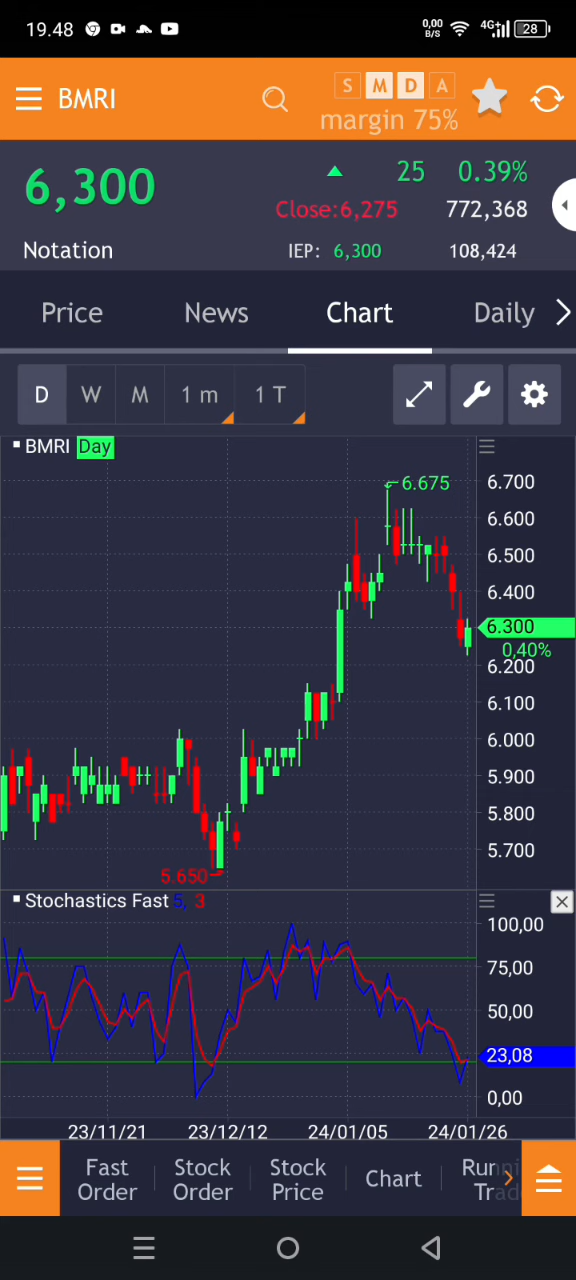 19.48 0,00 B/S 4G+ 28
BMRI S M D A
margin 75%
6,300 ▲ 25 0.39%
Close:6,275 772,368
Notation IEP: 6,300 108,424
Price News Chart Daily
D W M 1 m 1 T
BMRI Day
6.675
6.700
6.600
6.500
6.400
6.300
0,40%
6.200
6.100
6.000
5.900
5.800
5.700
5.650
Stochastics Fast 5, 3
100,00
75,00
50,00
23,08
0,00
23/11/21 23/12/12 24/01/05 24/01/26
Fast Order Stock Order Stock Price Chart Runni Trad